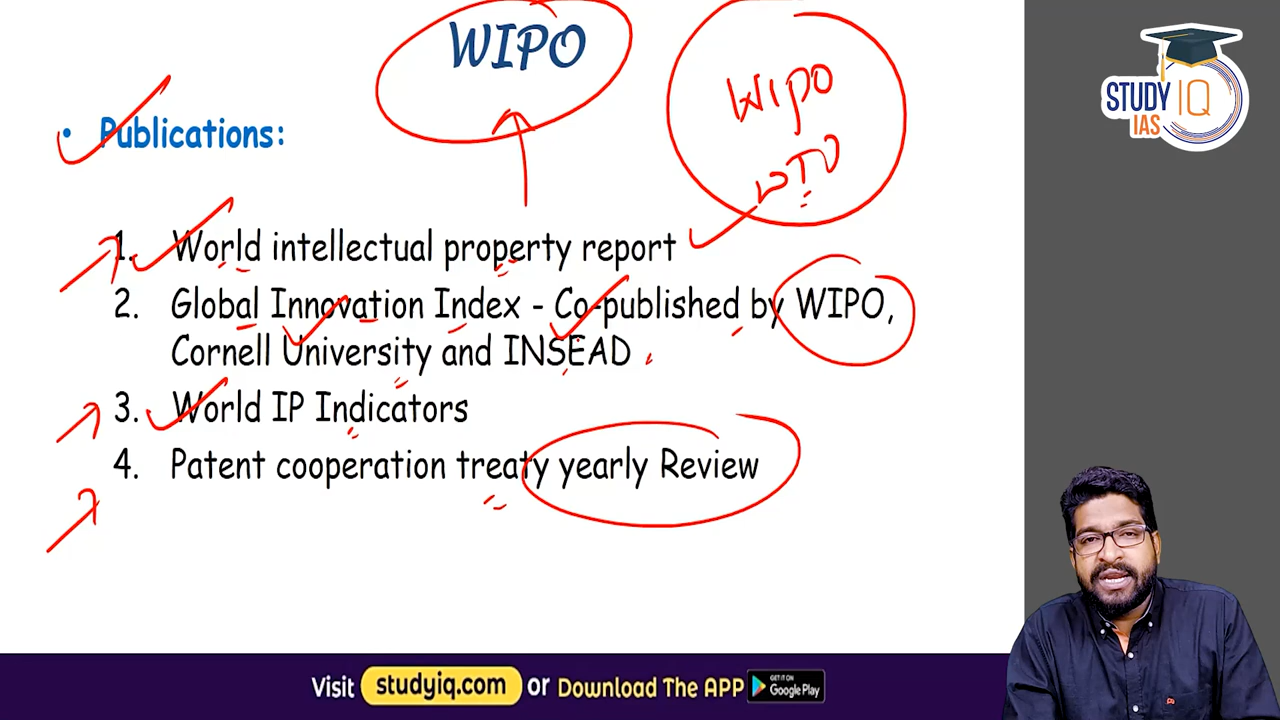 WIPO
WIPO
WTO
STUDY IQ
IAS
• Publications:
1. World intellectual property report
2. Global Innovation Index - Co-published by WIPO,
Cornell University and INSEAD
3. World IP Indicators
4. Patent cooperation treaty yearly Review
Visit studyiq.com or Download The APP GET IT ON Google Play